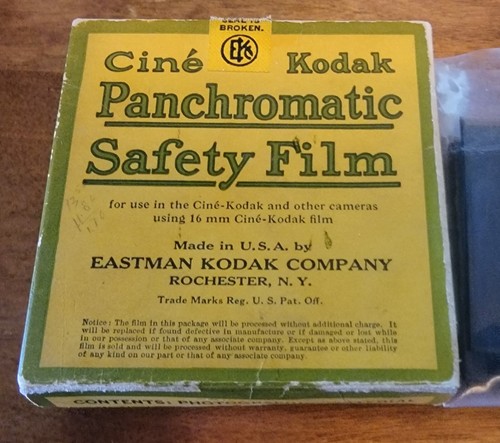 SEAL IS
BROKEN.
EK
Ciné Kodak
Panchromatic
Safety Film
for use in the Ciné-Kodak and other cameras
using 16 mm Ciné-Kodak film
Made in U.S.A. by
EASTMAN KODAK COMPANY
ROCHESTER, N. Y.
Trade Marks Reg. U. S. Pat. Off.
Notice: The film in this package will be processed without additional charge. It
will be replaced if found defective in manufacture or if damaged or lost while
in our possession or that of any associate company. Except as above stated, this
film is sold and will be processed without warranty, guarantee or other liability
of any kind on our part or that of any associate company.
CONTENTS: